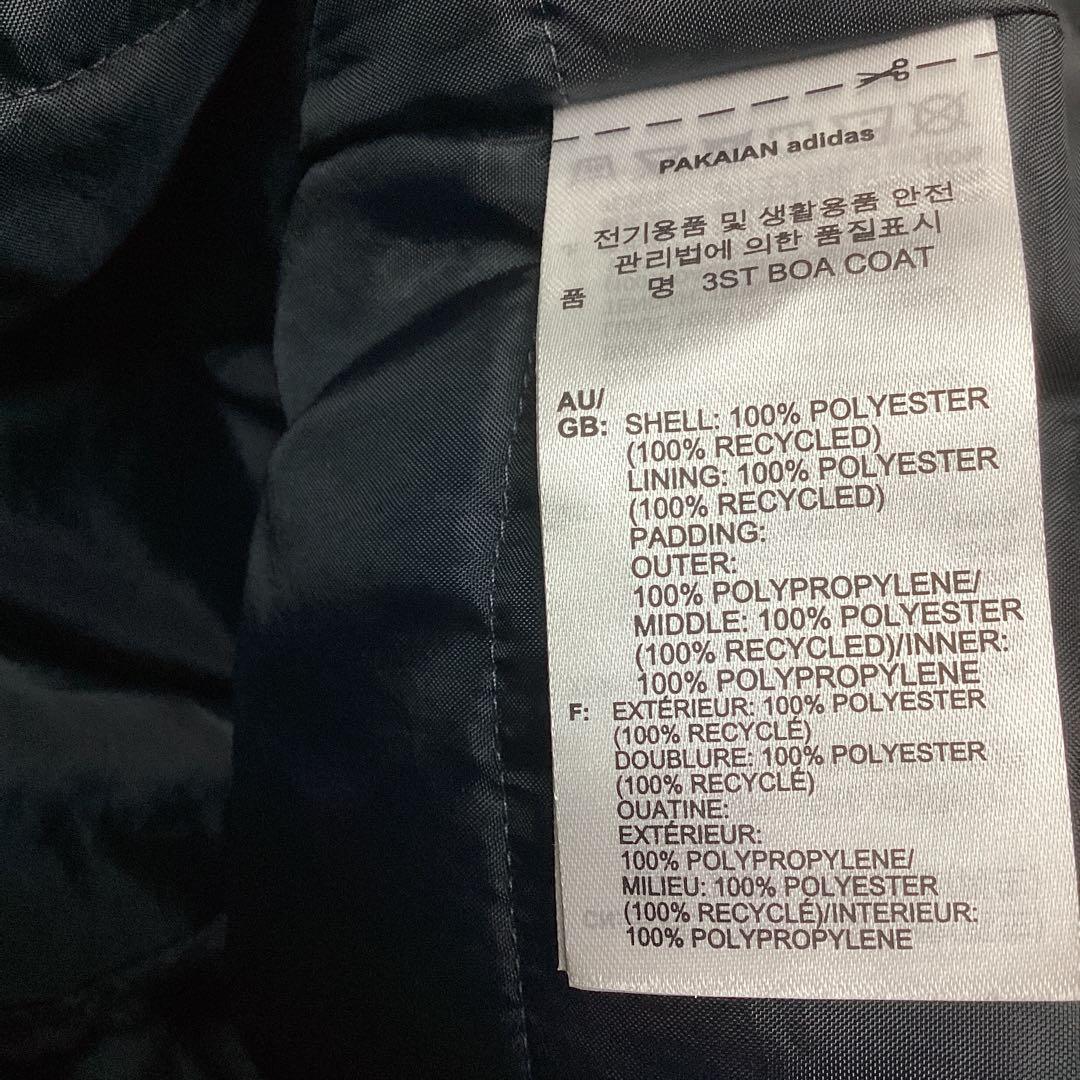 PAKAIAN adidas
전기용품 및 생활용품 안전
관리법에 의한 품질표시
품 명 3ST BOA COAT
AU/
GB: SHELL: 100% POLYESTER
(100% RECYCLED)
LINING: 100% POLYESTER
(100% RECYCLED)
PADDING:
OUTER:
100% POLYPROPYLENE/
MIDDLE: 100% POLYESTER
(100% RECYCLED)/INNER:
100% POLYPROPYLENE
F: EXTÉRIEUR: 100% POLYESTER
(100% RECYCLÉ)
DOUBLURE: 100% POLYESTER
(100% RECYCLÉ)
OUATINE:
EXTÉRIEUR:
100% POLYPROPYLENE/
MILIEU: 100% POLYESTER
(100% RECYCLÉ)/INTERIEUR:
100% POLYPROPYLENE